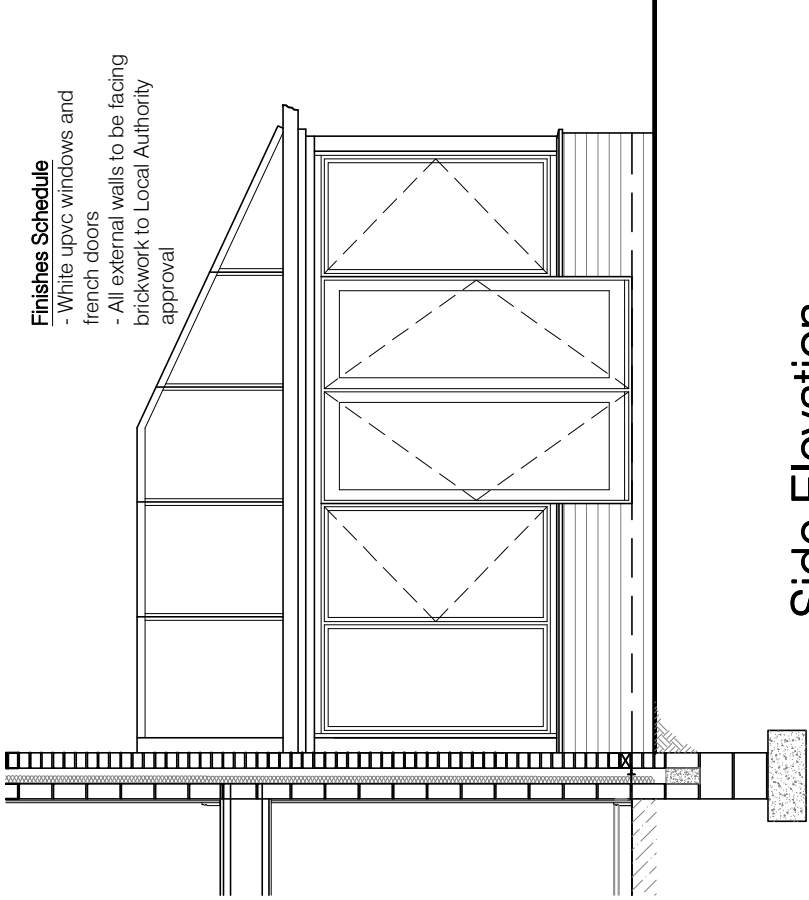 Finishes Schedule
- White upvc windows and
french doors
- All external walls to be facing
brickwork to Local Authority
approval
Side Elevation